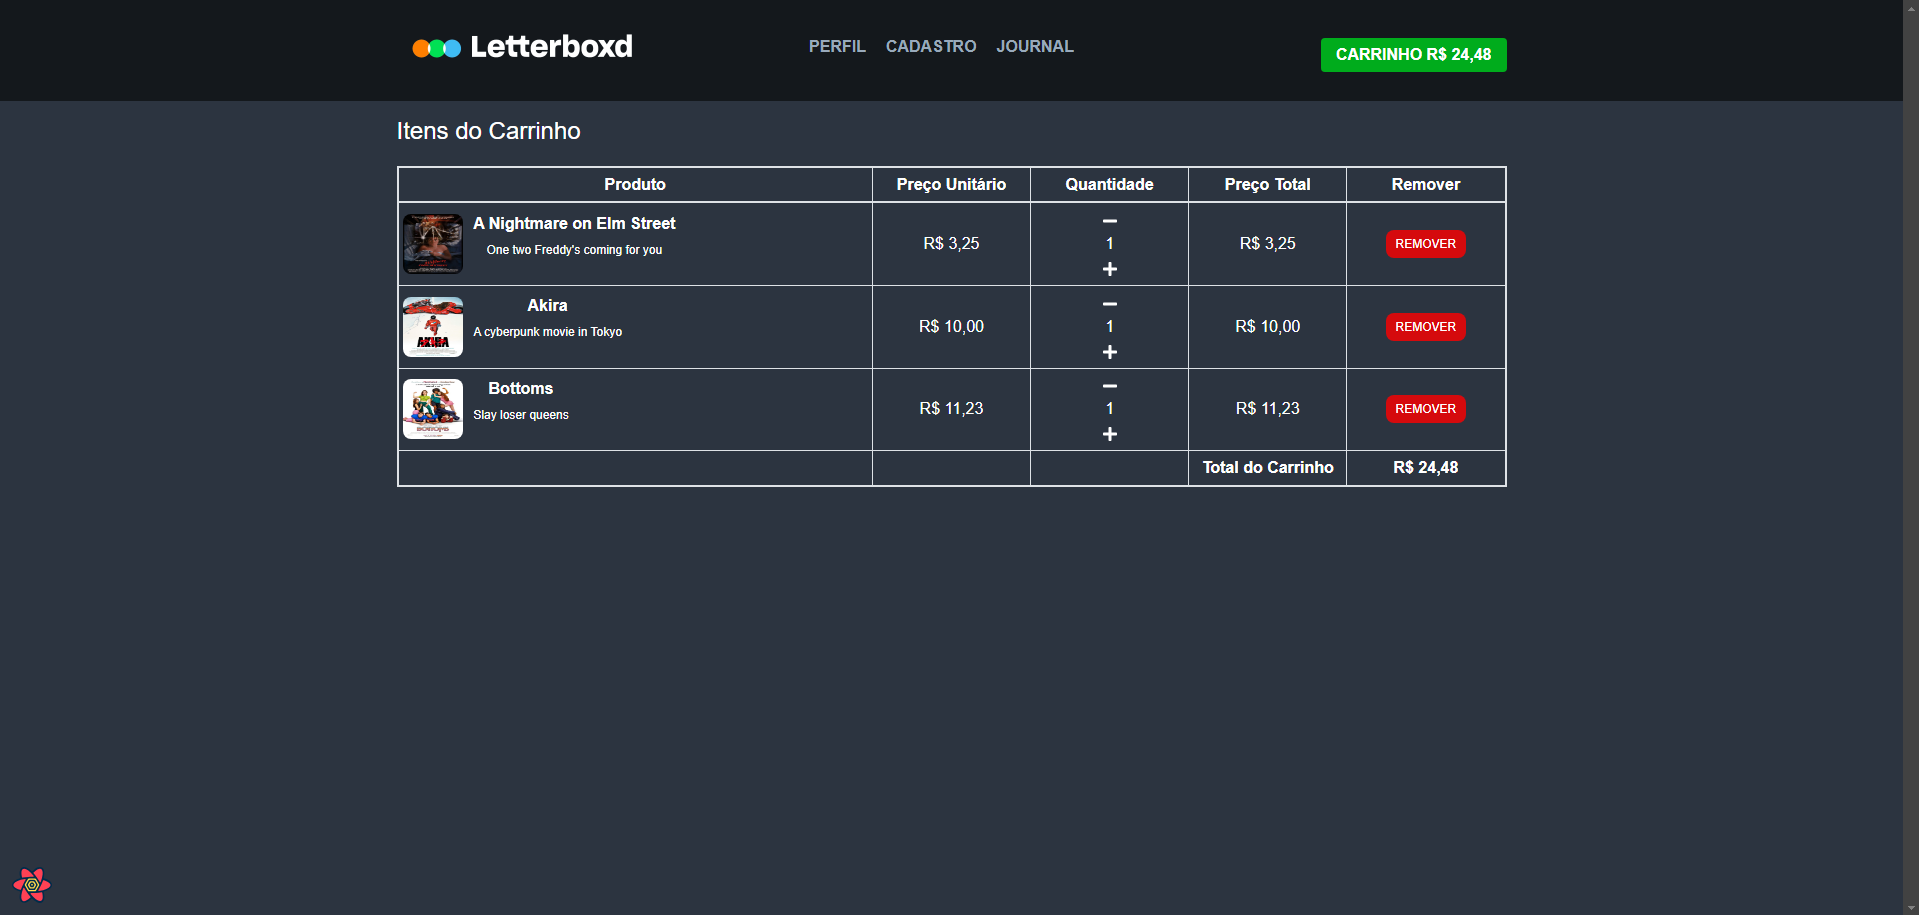 Letterboxd
PERFIL CADASTRO JOURNAL
CARRINHO R$ 24,48
Itens do Carrinho
Produto Preço Unitário Quantidade Preço Total Remover
A Nightmare on Elm Street
One two Freddy's coming for you
R$ 3,25 1 R$ 3,25 REMOVER
Akira
A cyberpunk movie in Tokyo
AKIRA
R$ 10,00 1 R$ 10,00 REMOVER
Bottoms
Slay loser queens
BOTTOMS
R$ 11,23 1 R$ 11,23 REMOVER
Total do Carrinho R$ 24,48